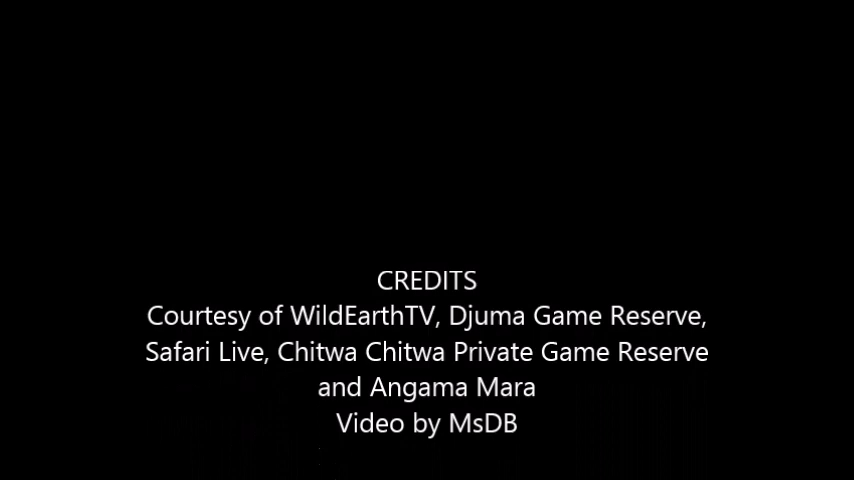 CREDITS
Courtesy of WildEarthTV, Djuma Game Reserve,
Safari Live, Chitwa Chitwa Private Game Reserve
and Angama Mara
Video by MsDB